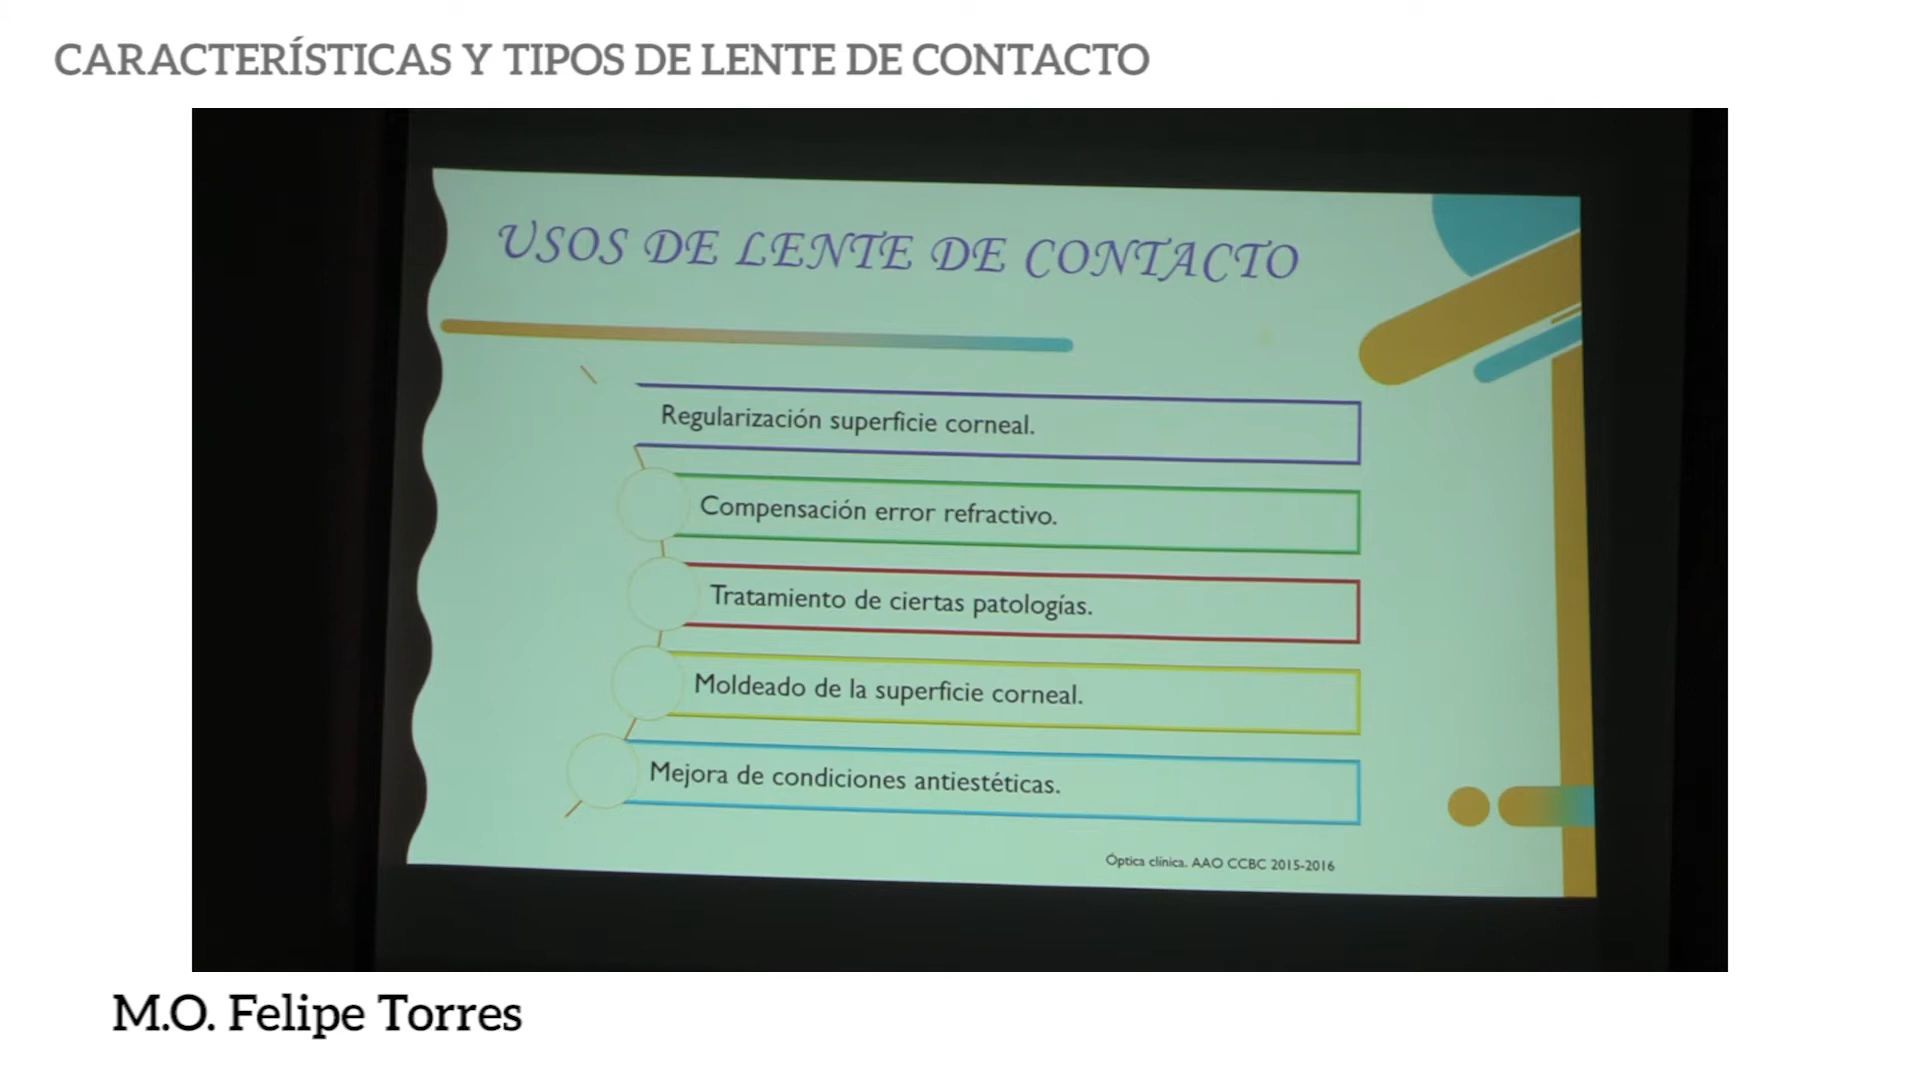 CARACTERÍSTICAS Y TIPOS DE LENTE DE CONTACTO
USOS DE LENTE DE CONTACTO
Regularización superficie corneal.
Compensación error refractivo.
Tratamiento de ciertas patologías.
Moldeado de la superficie corneal.
Mejora de condiciones antiestéticas.
Óptica clínica. AAO CCBC 2015-2016
M.O. Felipe Torres